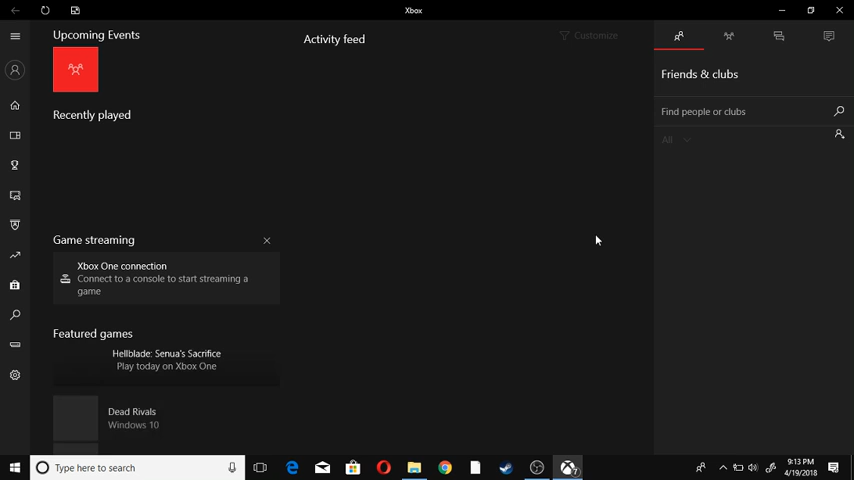 Xbox
Upcoming Events
Activity feed
Customize
Recently played
Friends & clubs
Find people or clubs
All
Game streaming
Xbox One connection
Connect to a console to start streaming a
game
Featured games
Hellblade: Senua's Sacrifice
Play today on Xbox One
Dead Rivals
Windows 10
Type here to search
7
9:13 PM
4/19/2018